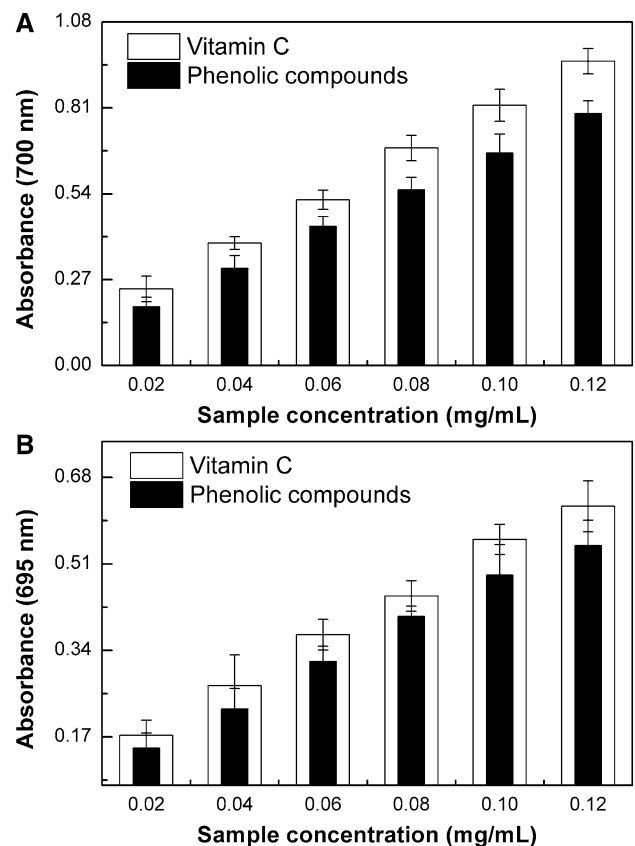 A
1.08
Vitamin C
Phenolic compounds
0.81
0.54
0.27
0.00
Absorbance (700 nm)
0.02 0.04 0.06 0.08 0.10 0.12
Sample concentration (mg/mL)
B
Vitamin C
Phenolic compounds
0.68
0.51
0.34
0.17
Absorbance (695 nm)
0.02 0.04 0.06 0.08 0.10 0.12
Sample concentration (mg/mL)